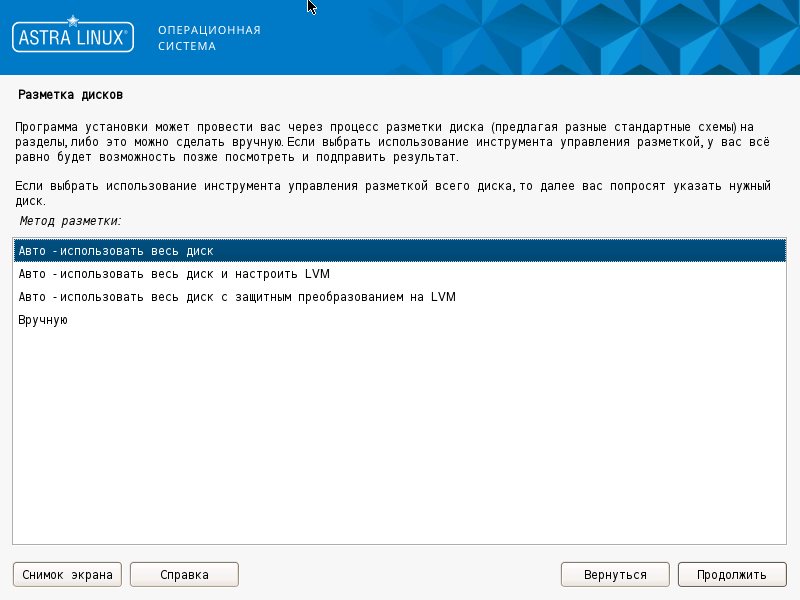 ASTRA LINUX®
ОПЕРАЦИОННАЯ
СИСТЕМА
Разметка дисков
Программа установки может провести вас через процесс разметки диска (предлагая разные стандартные схемы) на
разделы, либо это можно сделать вручную. Если выбрать использование инструмента управления разметкой, у вас всё
равно будет возможность позже посмотреть и подправить результат.
Если выбрать использование инструмента управления разметкой всего диска, то далее вас попросят указать нужный
диск.
Метод разметки:
Авто - использовать весь диск
Авто - использовать весь диск и настроить LVM
Авто - использовать весь диск с защитным преобразованием на LVM
Вручную
Снимок экрана
Справка
Вернуться
Продолжить